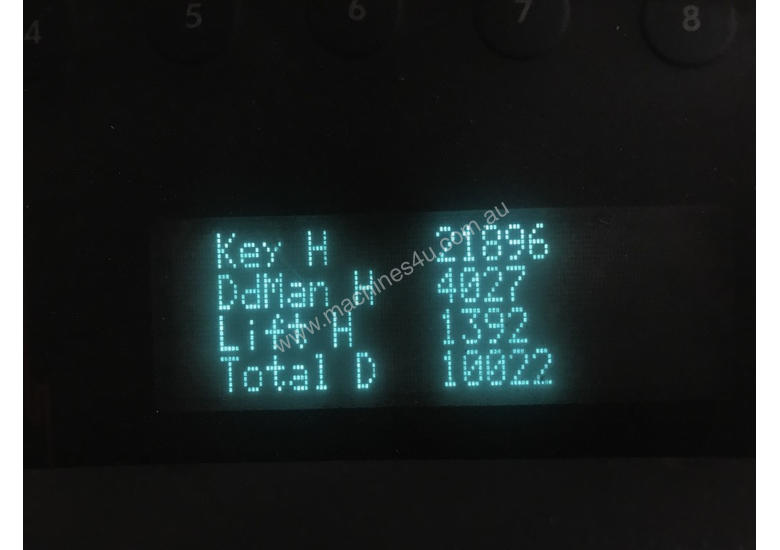 4 5 6 7 8
Key H 21896
DdMan H 4027
Lift H 1392
Total D 10022
www.machines4u.com.au